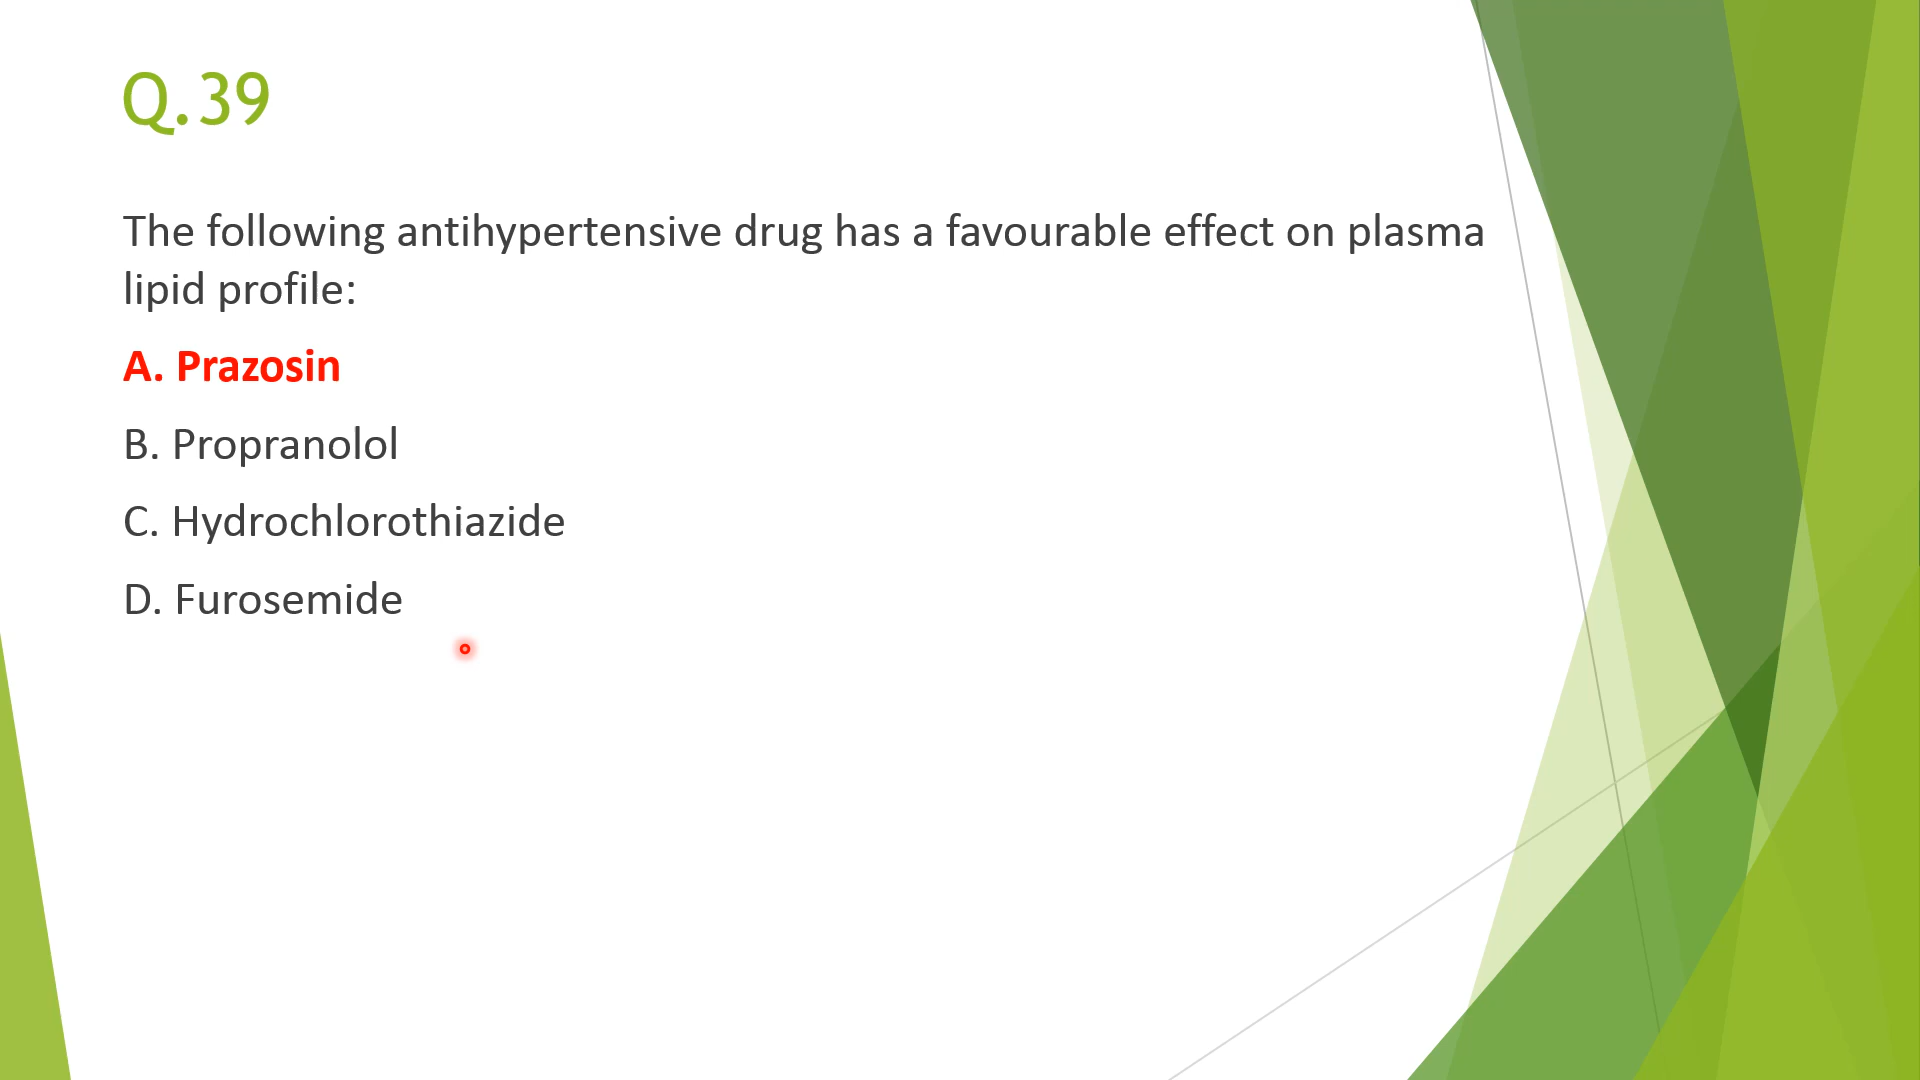 Q.39
The following antihypertensive drug has a favourable effect on plasma
lipid profile:
A. Prazosin
B. Propranolol
C. Hydrochlorothiazide
D. Furosemide